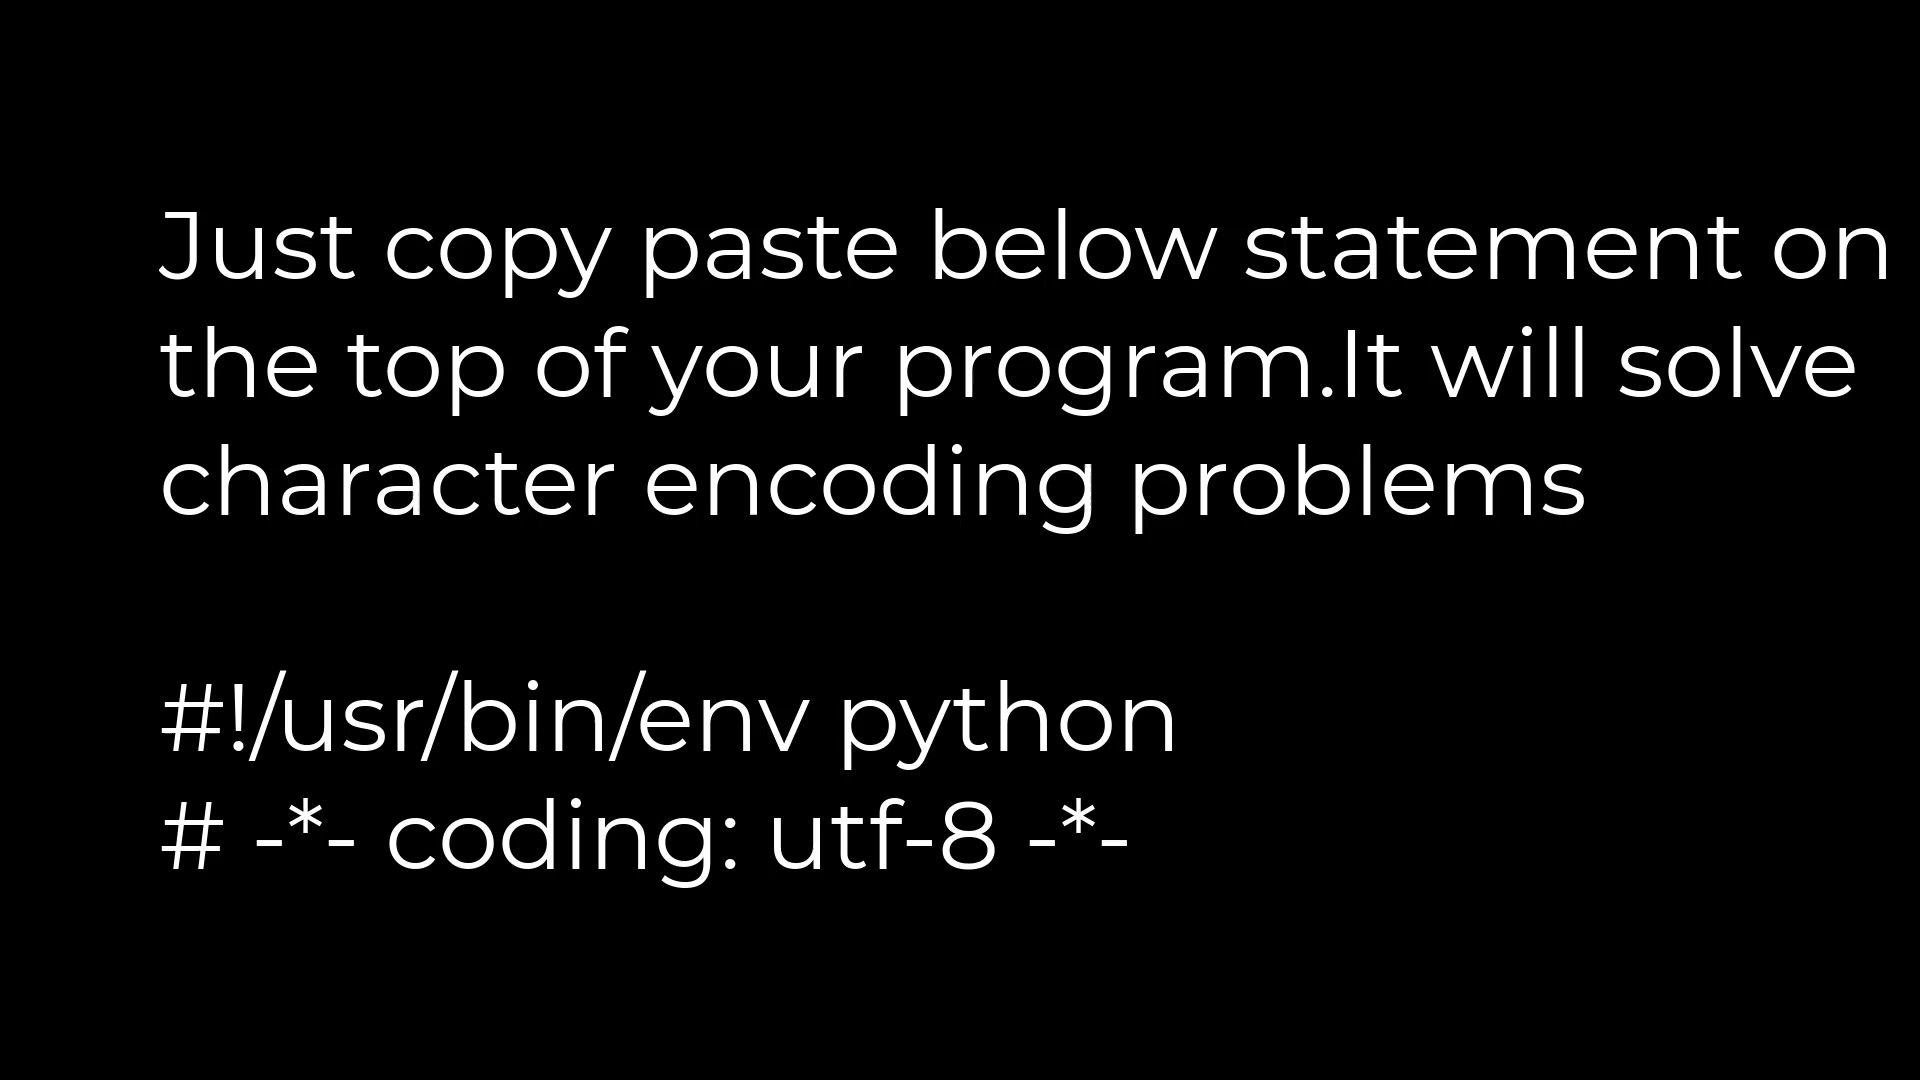 Just copy paste below statement on
the top of your program.It will solve
character encoding problems
#!/usr/bin/env python
# -*- coding: utf-8 -*-